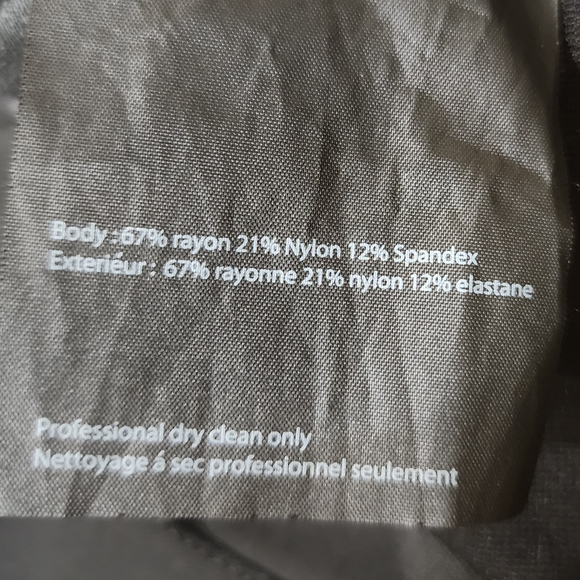 Body :67% rayon 21% Nylon 12% Spandex
Exteriéur : 67% rayonne 21% nylon 12% elastane
Professional dry clean only
Nettoyage á sec professionnel seulement